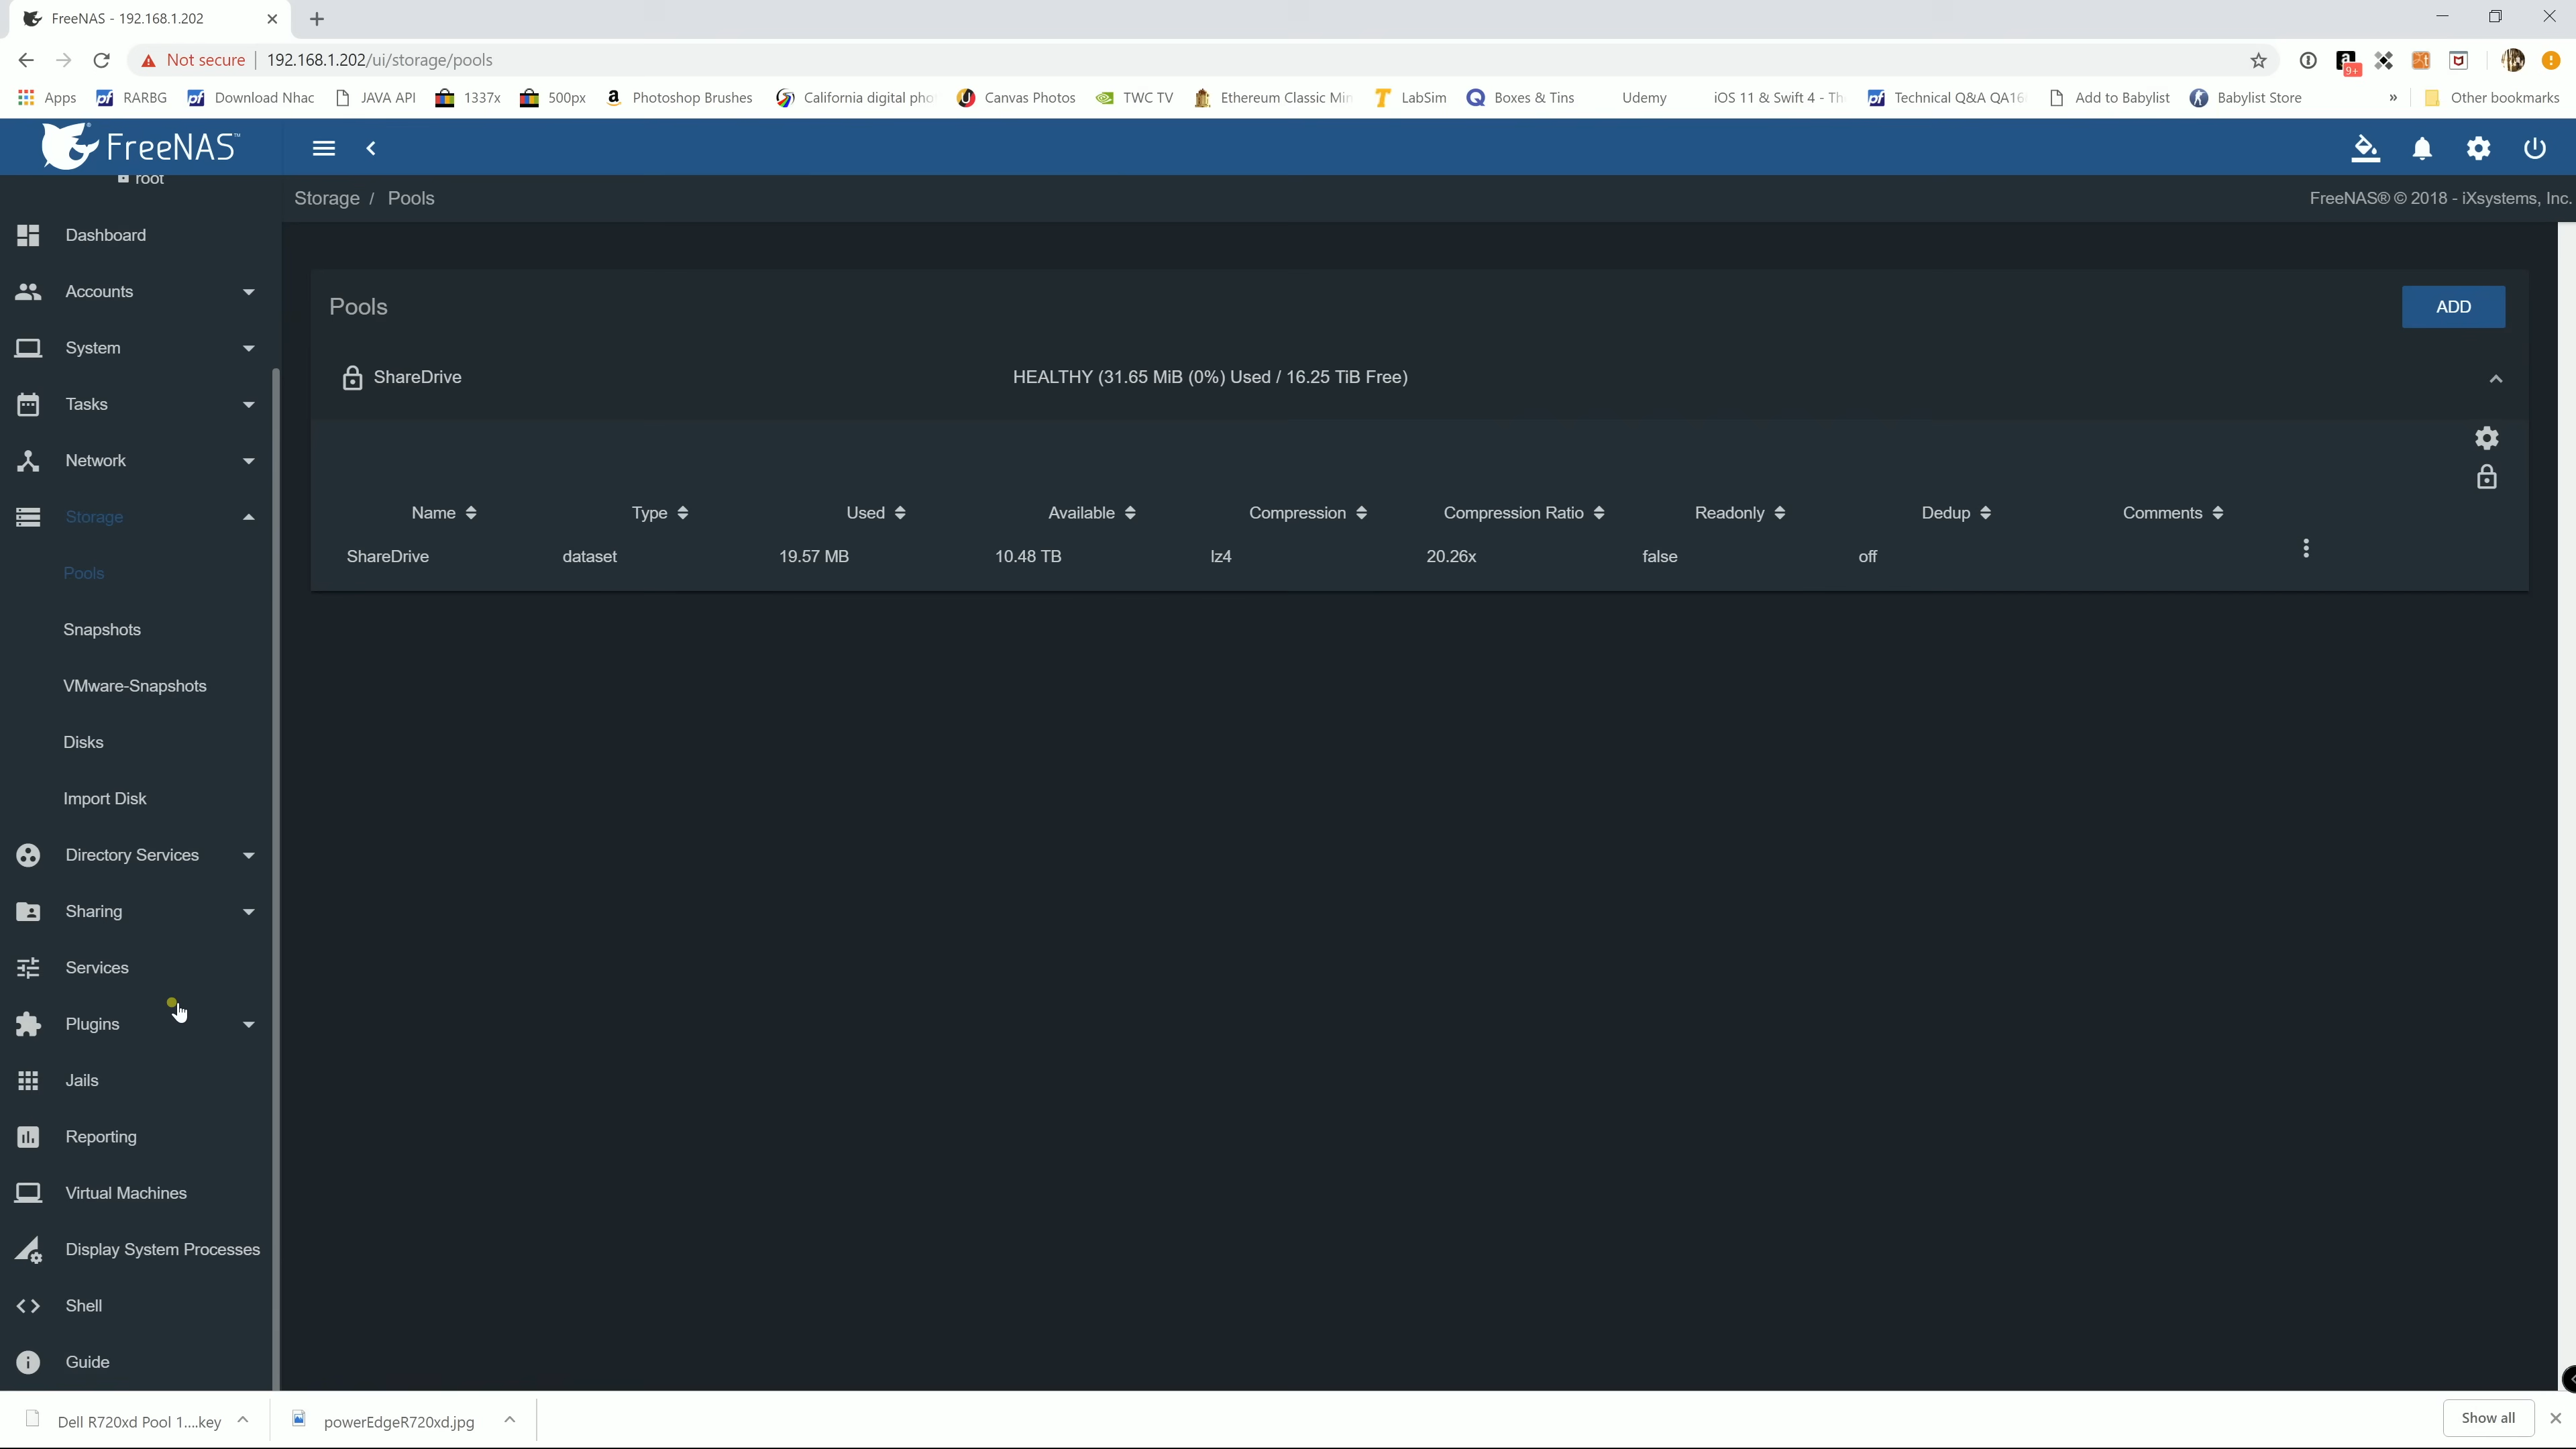 FreeNAS - 192.168.1.202
Not secure
192.168.1.202/ui/storage/pools
9+
Apps
RARBG
Download Nhac
JAVA API
1337x
500px
Photoshop Brushes
California digital pho
Canvas Photos
TWC TV
Ethereum Classic Min
LabSim
Boxes & Tins
Udemy
iOS 11 & Swift 4 - Th
Technical Q&A QA16
Add to Babylist
Babylist Store
»
Other bookmarks
FreeNAS™
root
Storage / Pools
FreeNAS® © 2018 - iXsystems, Inc.
Dashboard
Accounts
System
Tasks
Network
Storage
Pools
Snapshots
VMware-Snapshots
Disks
Import Disk
Directory Services
Sharing
Services
Plugins
Jails
Reporting
Virtual Machines
Display System Processes
Shell
Guide
Pools
ADD
ShareDrive
HEALTHY (31.65 MiB (0%) Used / 16.25 TiB Free)
Name Type Used Available Compression Compression Ratio Readonly Dedup Comments
ShareDrive dataset 19.57 MB 10.48 TB lz4 20.26x false off
Dell R720xd Pool 1....key
powerEdgeR720xd.jpg
Show all